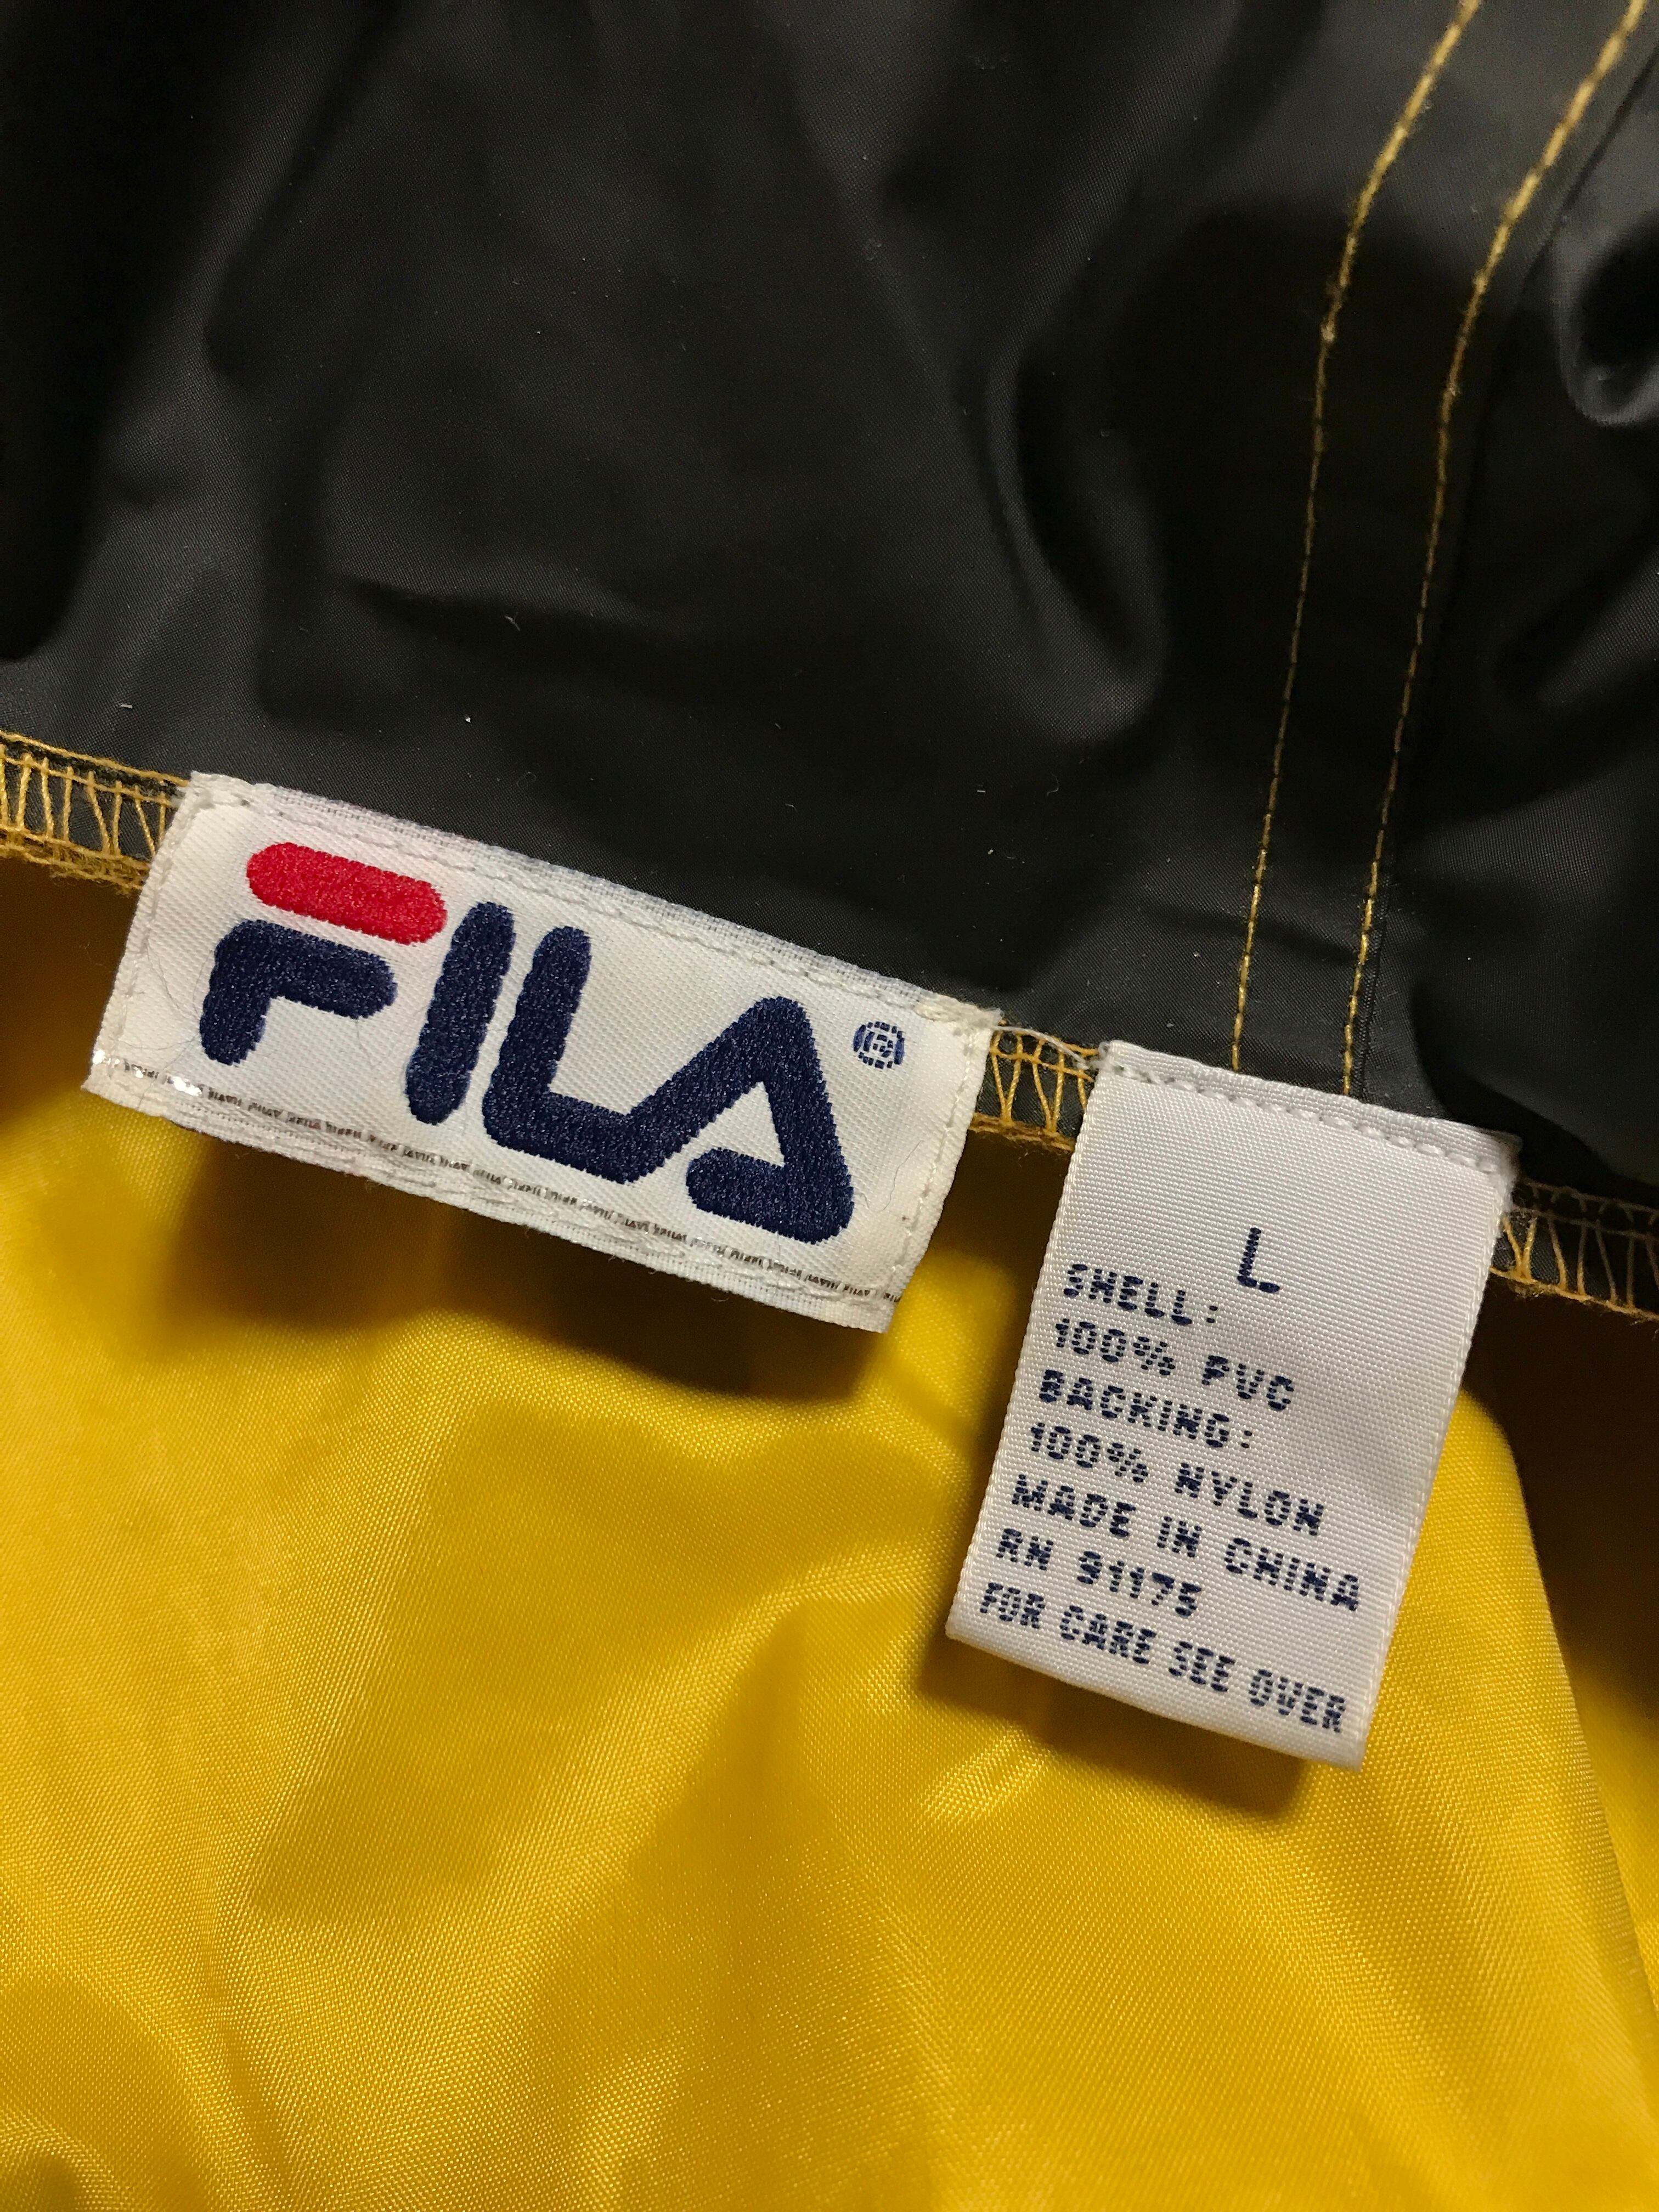 FILA®
L
SHELL:
100% PVC
BACKING:
100% NYLON
MADE IN CHINA
RN 91175
FOR CARE SEE OVER